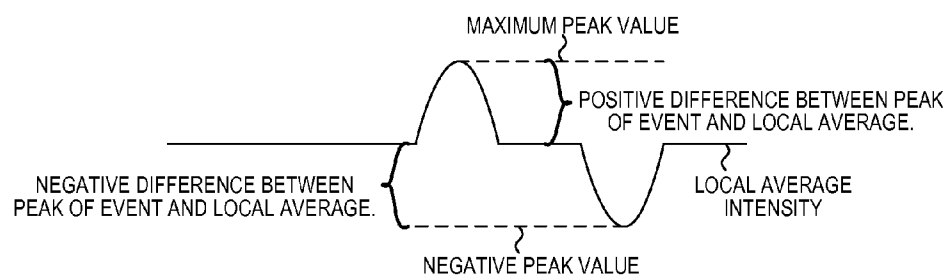 MAXIMUM PEAK VALUE
POSITIVE DIFFERENCE BETWEEN PEAK
OF EVENT AND LOCAL AVERAGE.
NEGATIVE DIFFERENCE BETWEEN
PEAK OF EVENT AND LOCAL AVERAGE.
LOCAL AVERAGE
INTENSITY
NEGATIVE PEAK VALUE